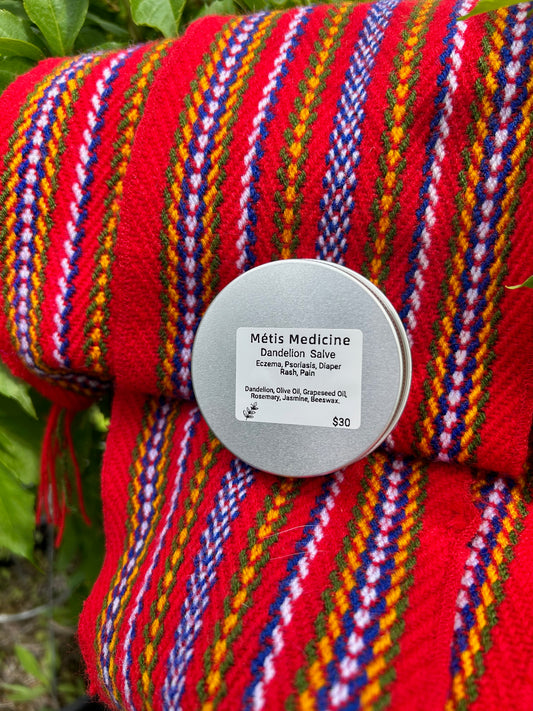 Métis Medicine
Dandelion Salve
Eczema, Psoriasis, Diaper
Rash, Pain
Dandelion, Olive Oil, Grapeseed Oil,
Rosemary, Jasmine, Beeswax.
$30